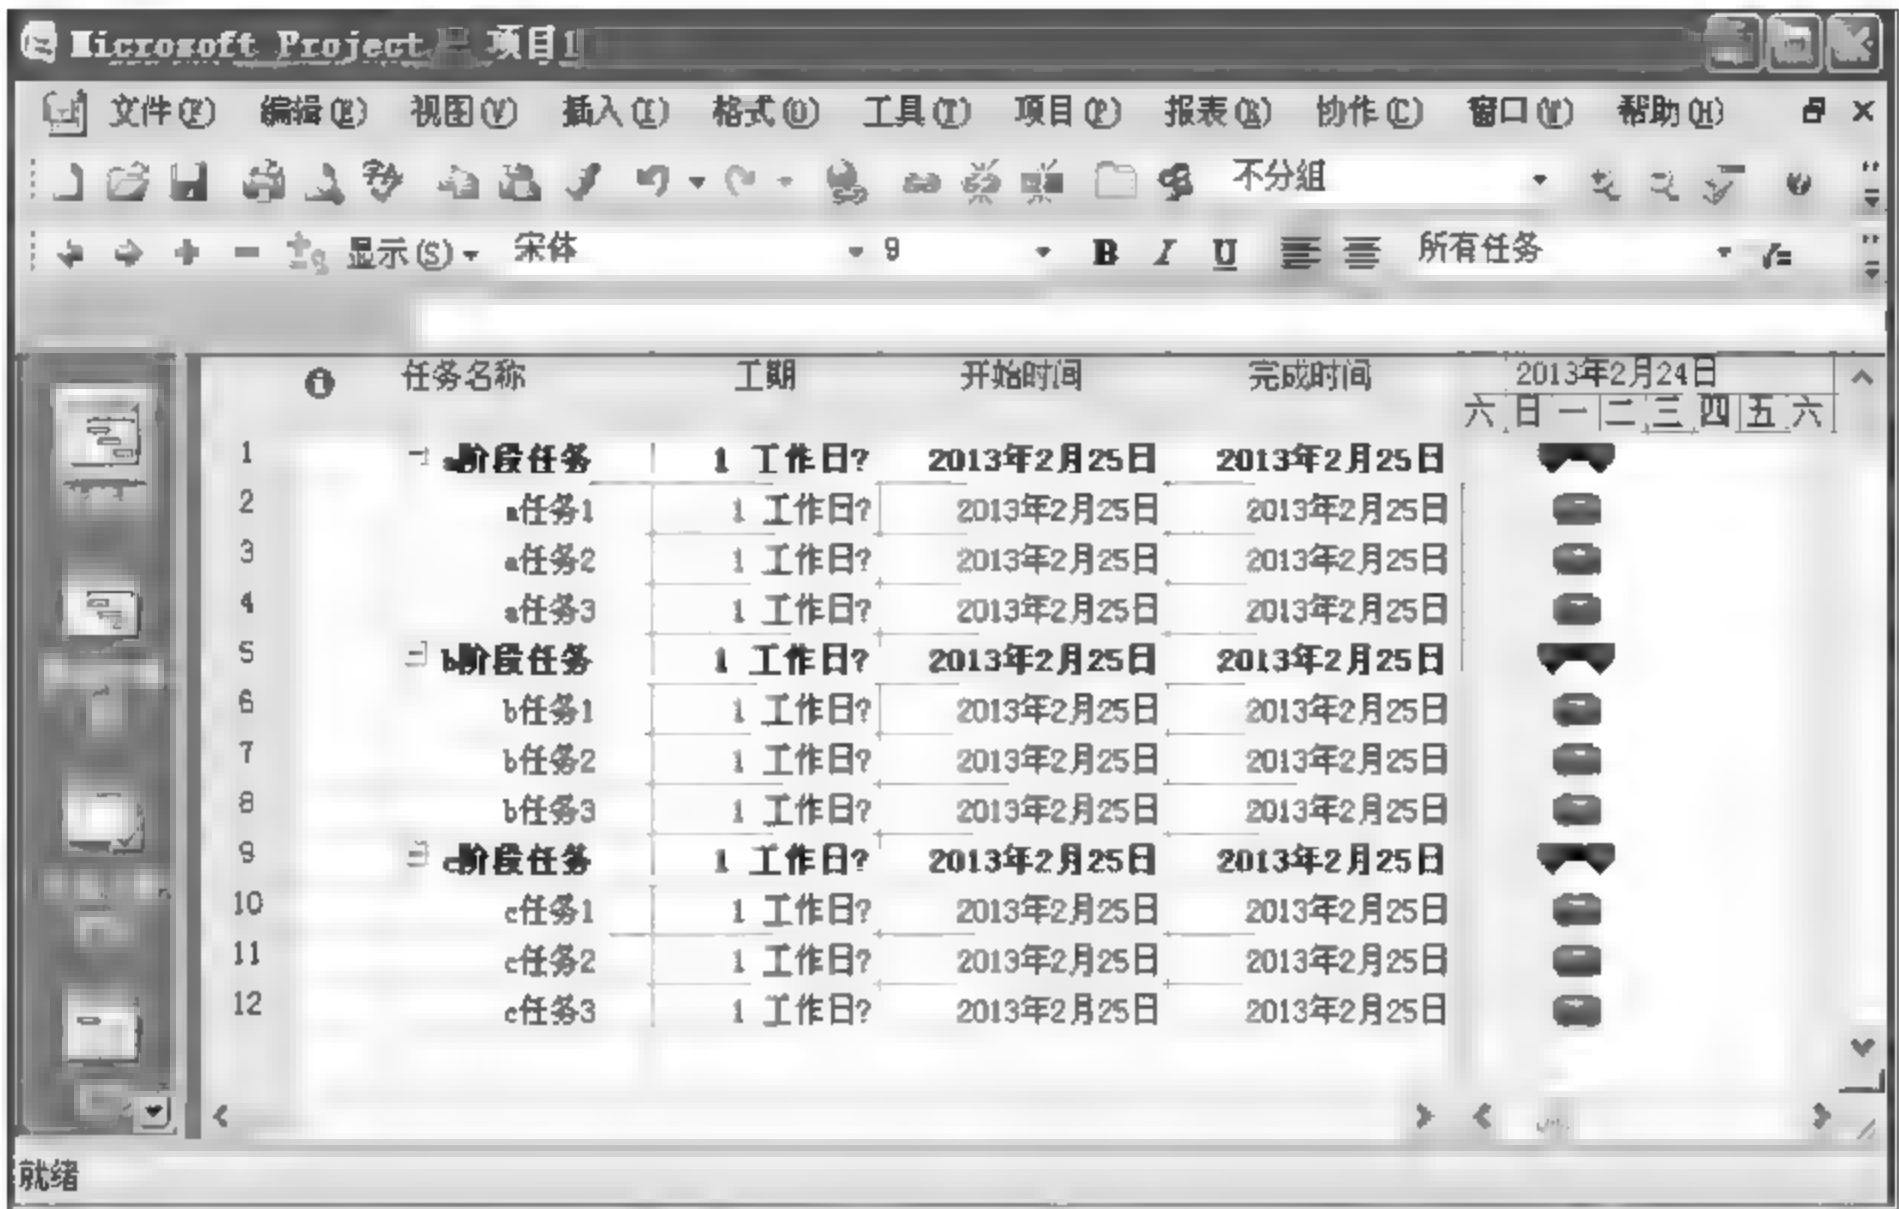 Microsoft Project - 项目1
文件(F) 编辑(E) 视图(V) 插入(I) 格式(O) 工具(T) 项目(P) 报表(R) 协作(C) 窗口(W) 帮助(H)
不分组
显示(S) 宋体 9 B I U 所有任务
任务名称 工期 开始时间 完成时间 2013年2月24日
六 日 一 二 三 四 五 六
1 a阶段任务 1 工作日? 2013年2月25日 2013年2月25日
2 a任务1 1 工作日? 2013年2月25日 2013年2月25日
3 a任务2 1 工作日? 2013年2月25日 2013年2月25日
4 a任务3 1 工作日? 2013年2月25日 2013年2月25日
5 b阶段任务 1 工作日? 2013年2月25日 2013年2月25日
6 b任务1 1 工作日? 2013年2月25日 2013年2月25日
7 b任务2 1 工作日? 2013年2月25日 2013年2月25日
8 b任务3 1 工作日? 2013年2月25日 2013年2月25日
9 c阶段任务 1 工作日? 2013年2月25日 2013年2月25日
10 c任务1 1 工作日? 2013年2月25日 2013年2月25日
11 c任务2 1 工作日? 2013年2月25日 2013年2月25日
12 c任务3 1 工作日? 2013年2月25日 2013年2月25日
就绪